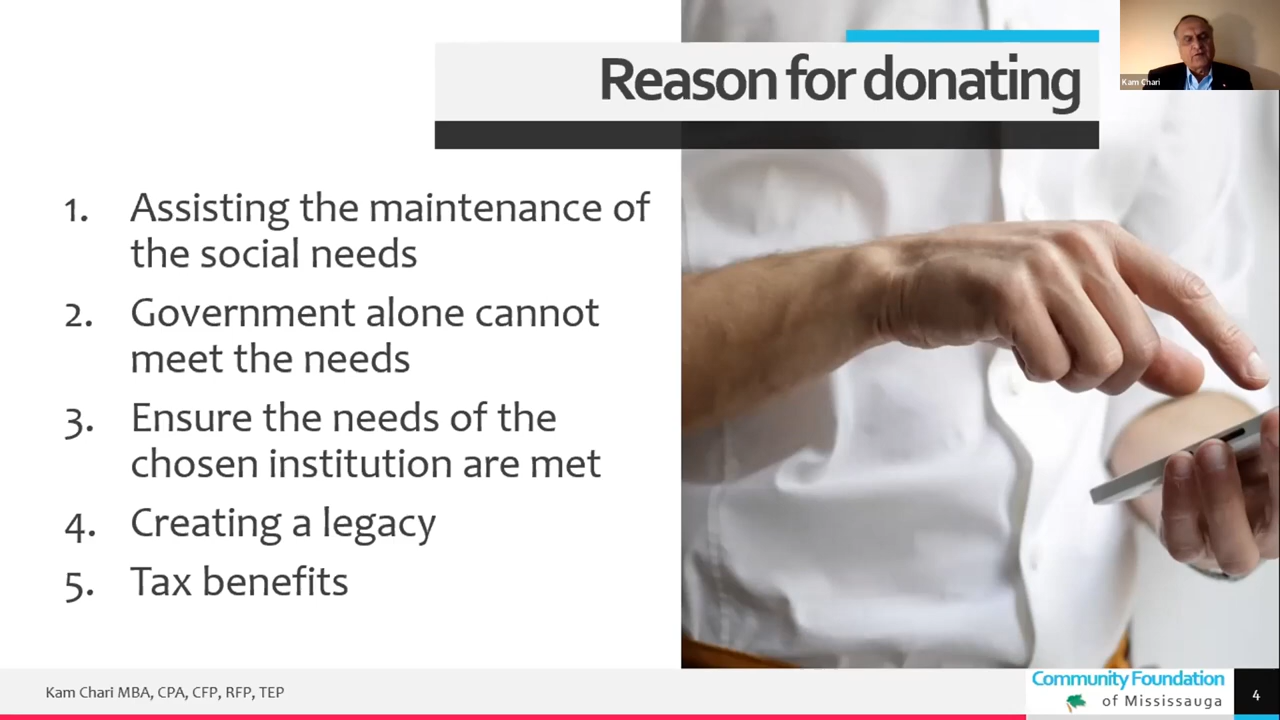 Reason for donating
Kam Chari
1. Assisting the maintenance of
the social needs
2. Government alone cannot
meet the needs
3. Ensure the needs of the
chosen institution are met
4. Creating a legacy
5. Tax benefits
Kam Chari MBA, CPA, CFP, RFP, TEP
Community Foundation
of Mississauga
4